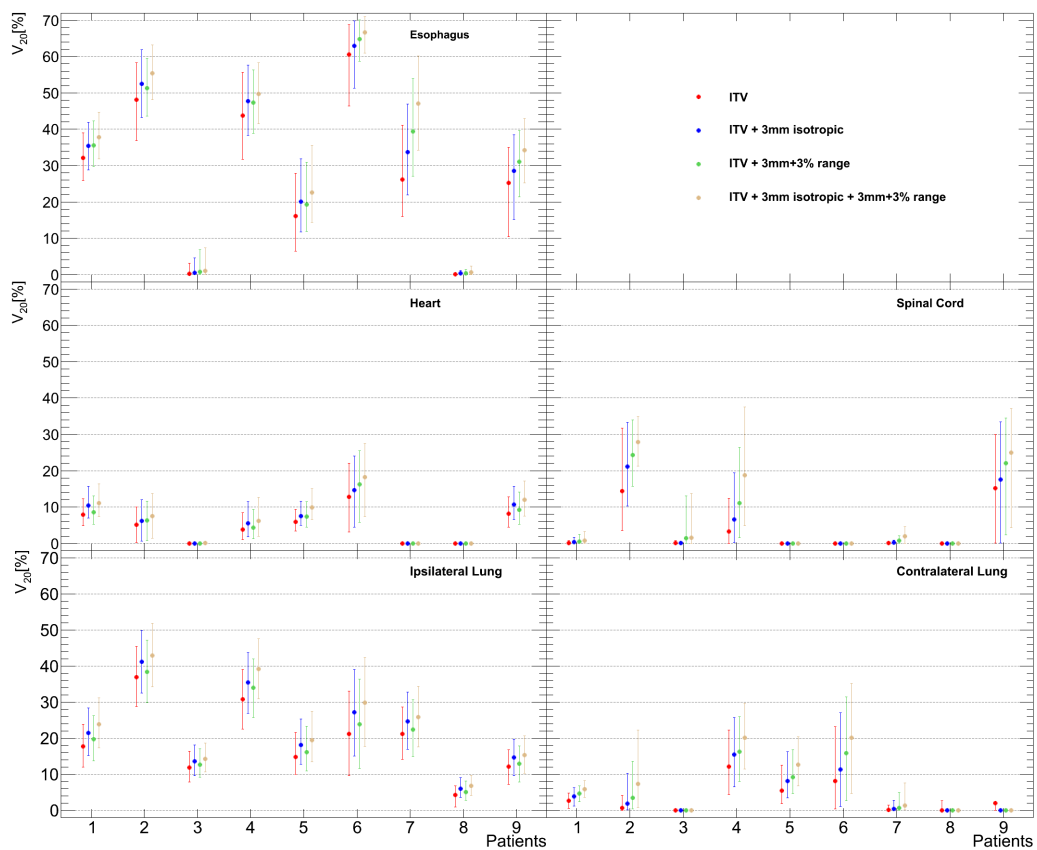 V20[%]
70
60
50
40
30
20
10
0
Esophagus
ITV
ITV + 3mm isotropic
ITV + 3mm+3% range
ITV + 3mm isotropic + 3mm+3% range
V20[%]
70
60
50
40
30
20
10
0
Heart
Spinal Cord
V20[%]
70
60
50
40
30
20
10
0
Ipsilateral Lung
Contralateral Lung
1 2 3 4 5 6 7 8 9
1 2 3 4 5 6 7 8 9
Patients
Patients